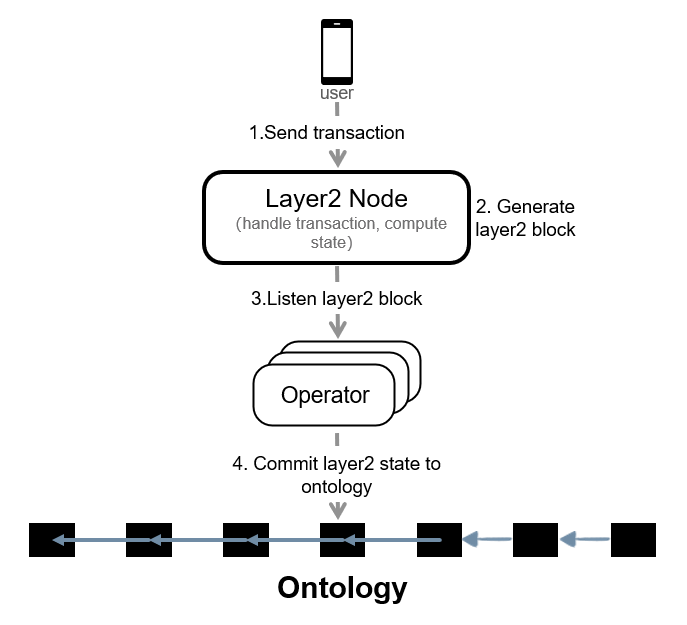 user
1.Send transaction
Layer2 Node
(handle transaction, compute
state)
2. Generate
layer2 block
3.Listen layer2 block
Operator
4. Commit layer2 state to
ontology
Ontology